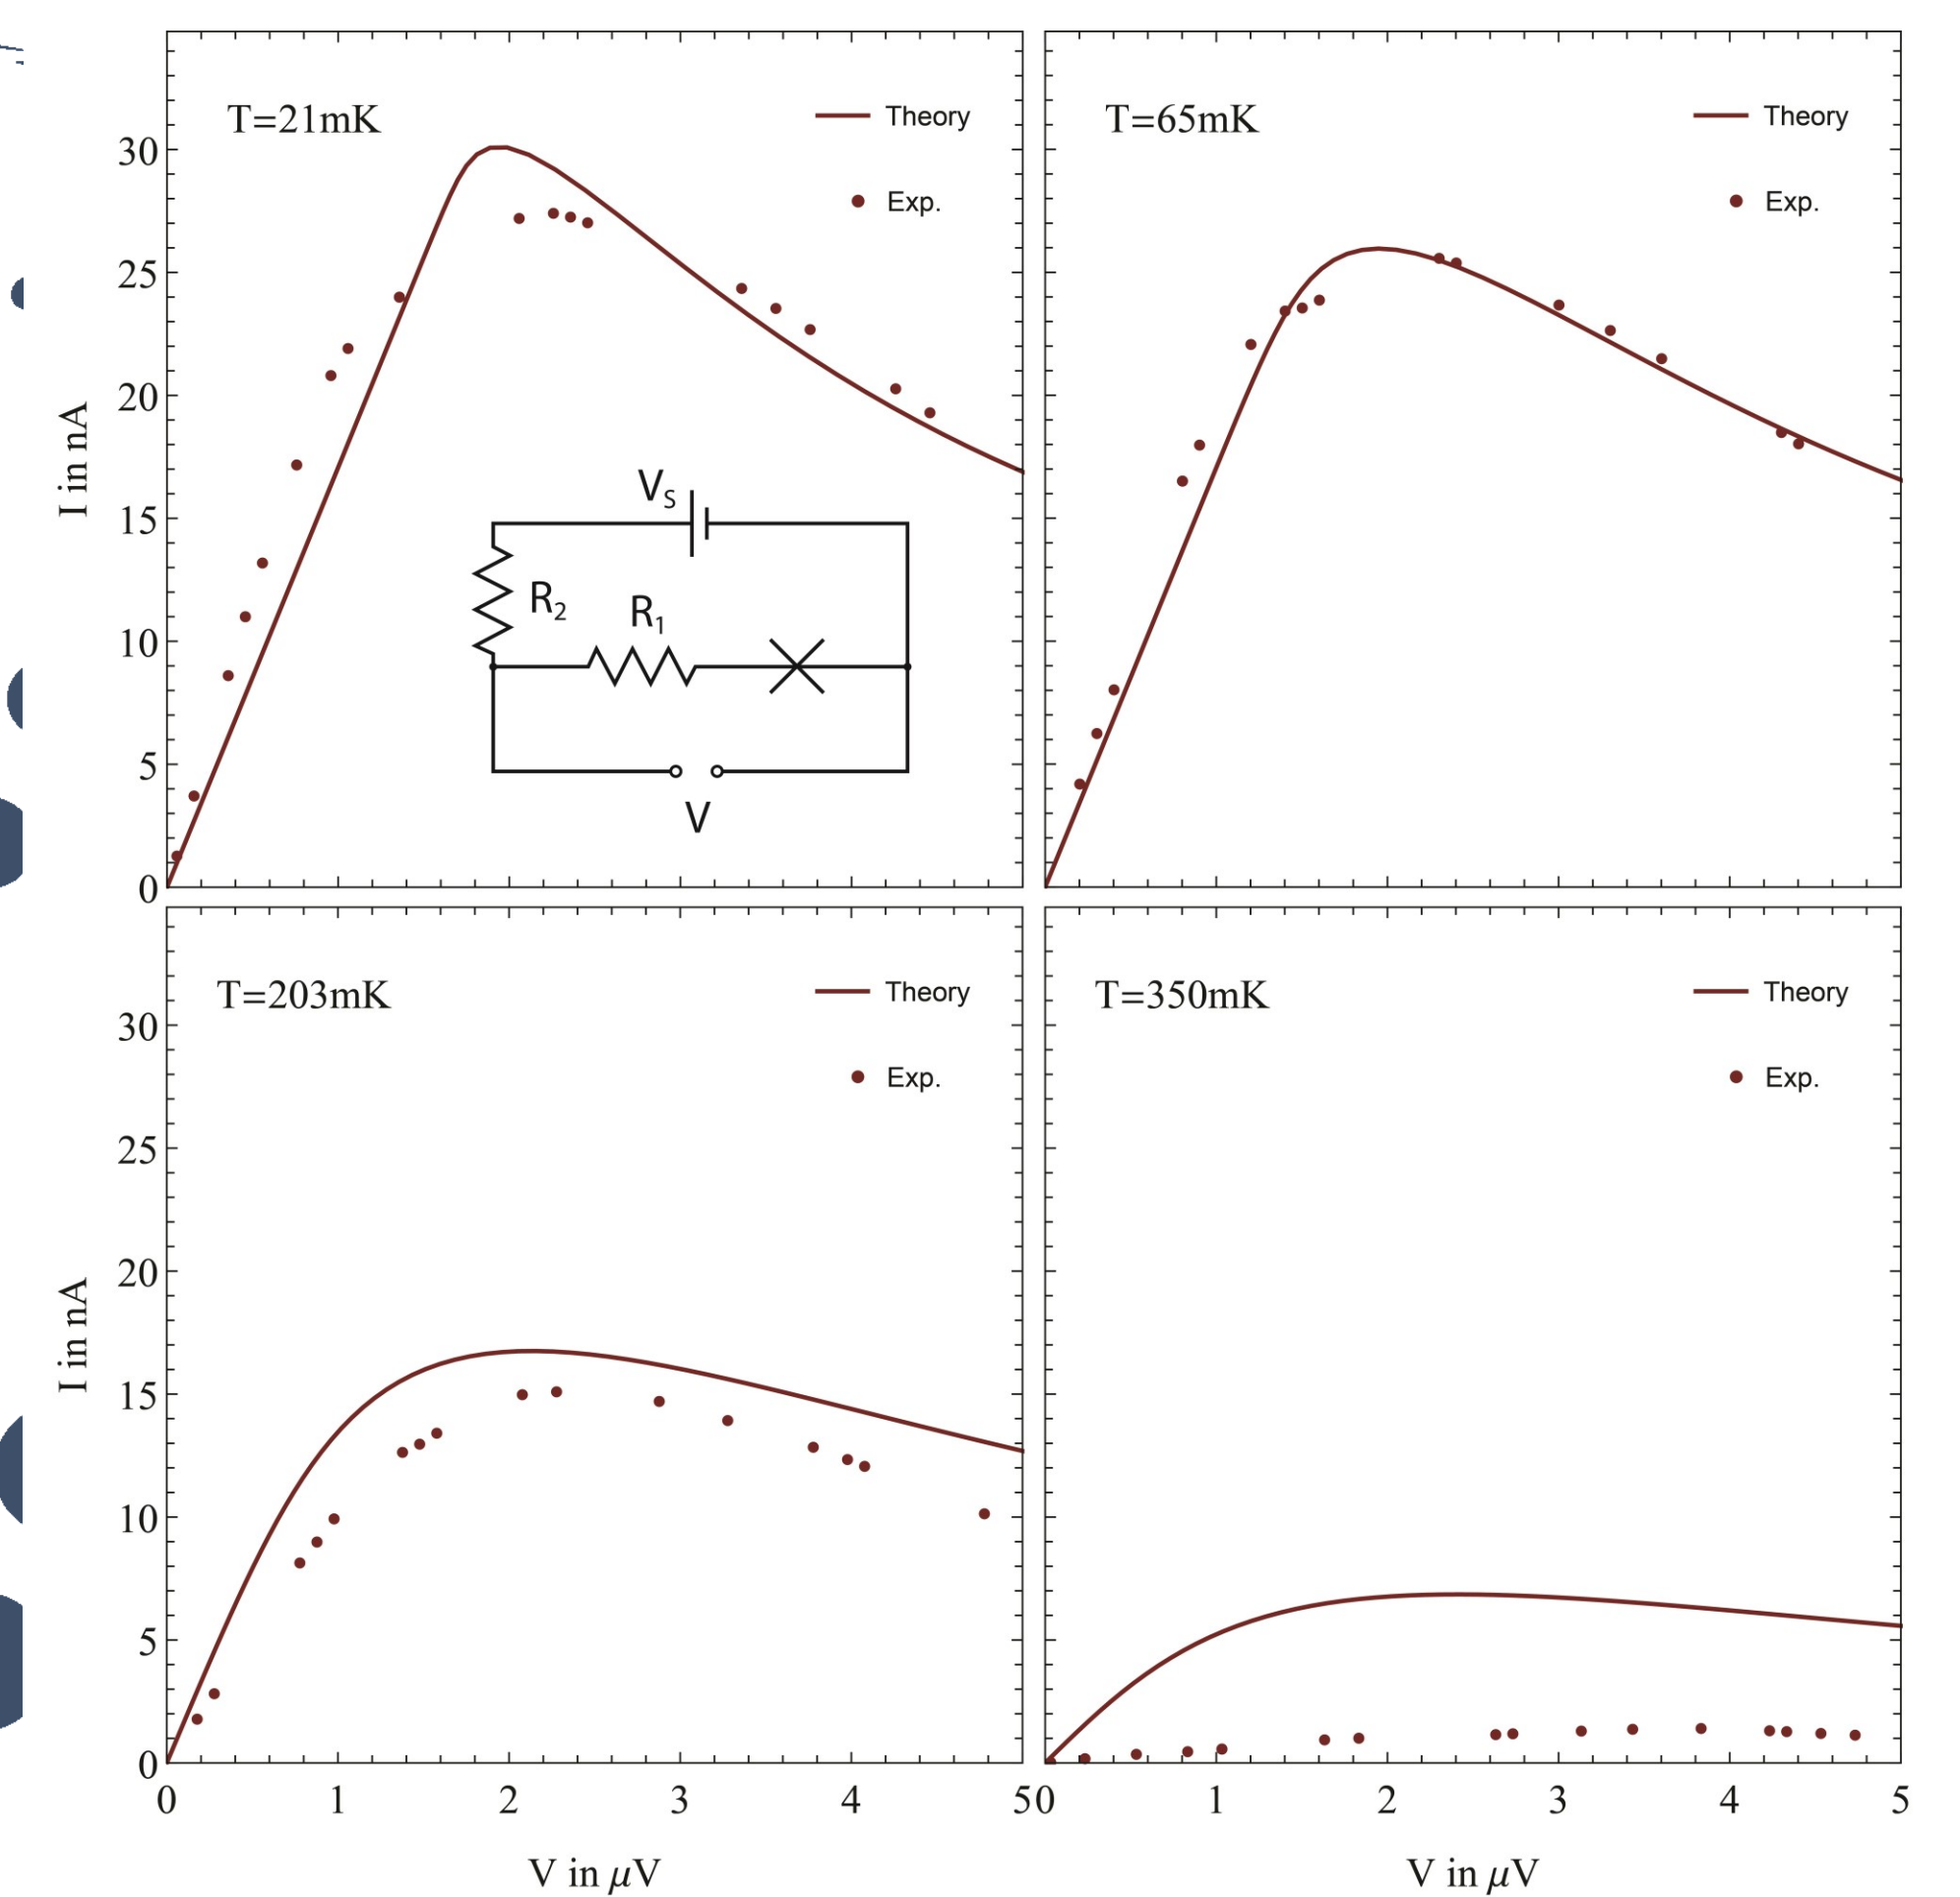 T=21mK
Theory
Exp.
30
25
20
15
10
5
0
I in nA
V_S
R_2
R_1
V
T=65mK
Theory
Exp.
T=203mK
Theory
Exp.
30
25
20
15
10
5
0
I in nA
0 1 2 3 4 5
V in μV
T=350mK
Theory
Exp.
0 1 2 3 4 5
V in μV